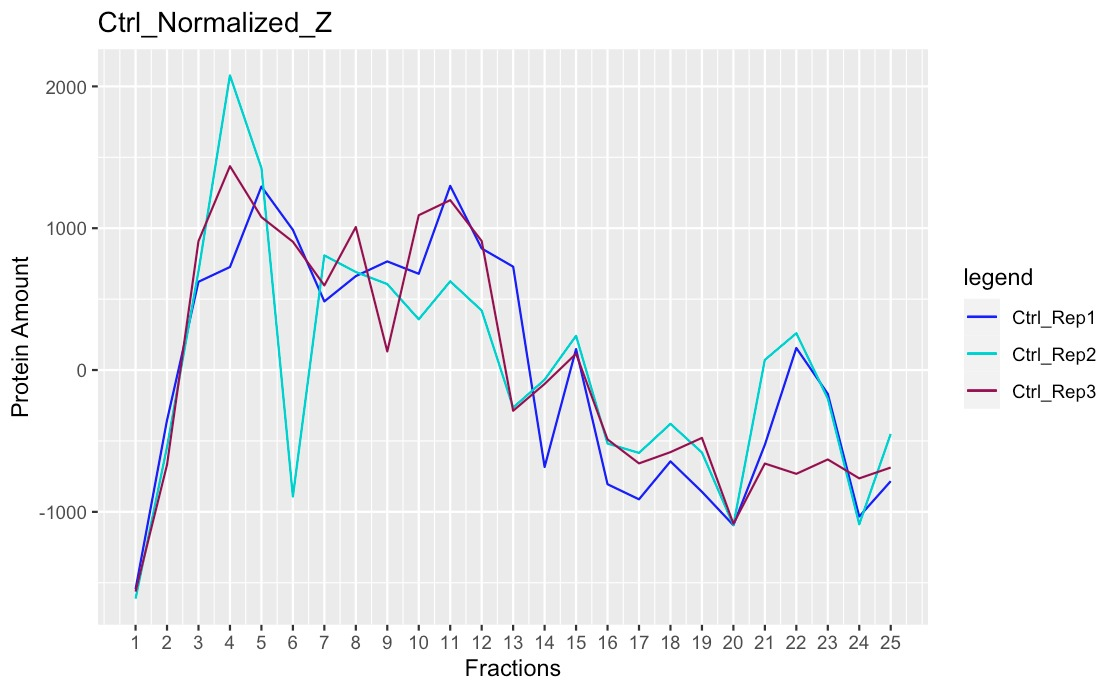 Ctrl_Normalized_Z
Protein Amount
2000
1000
0
-1000
1 2 3 4 5 6 7 8 9 10 11 12 13 14 15 16 17 18 19 20 21 22 23 24 25
Fractions
legend
Ctrl_Rep1
Ctrl_Rep2
Ctrl_Rep3